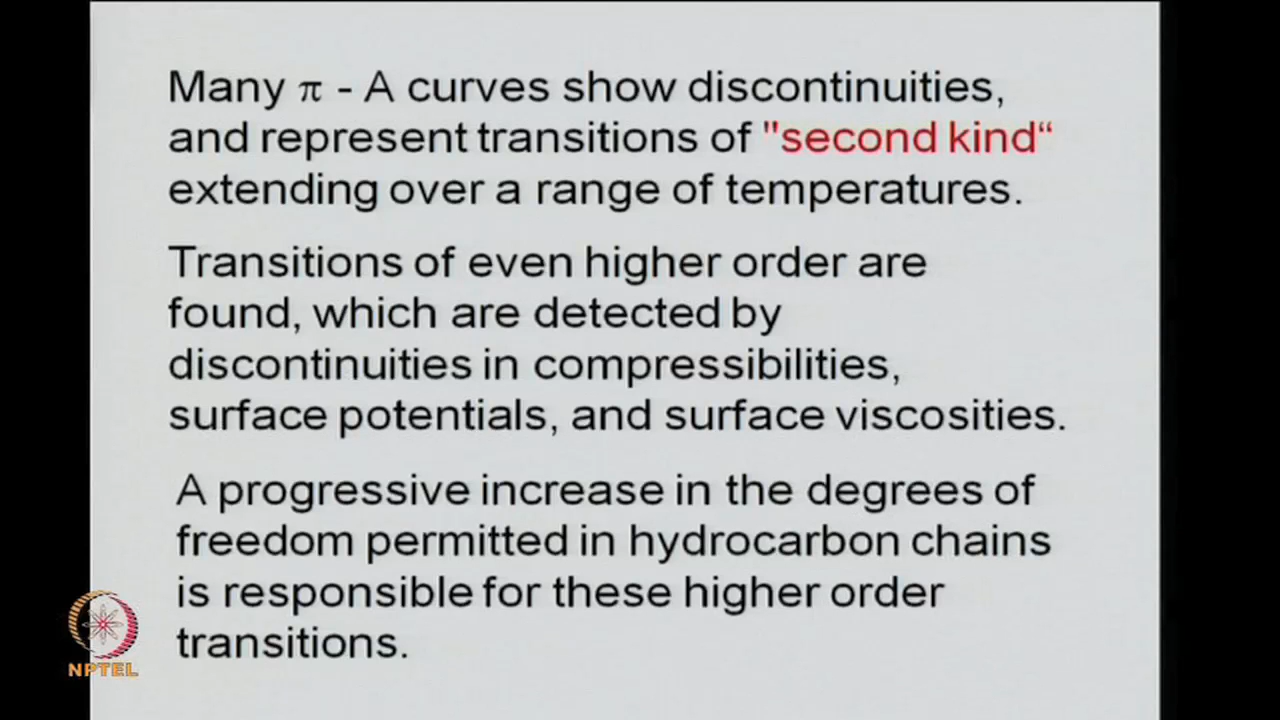 Many π - A curves show discontinuities,
and represent transitions of "second kind“
extending over a range of temperatures.
Transitions of even higher order are
found, which are detected by
discontinuities in compressibilities,
surface potentials, and surface viscosities.
A progressive increase in the degrees of
freedom permitted in hydrocarbon chains
is responsible for these higher order
transitions.
NPTEL